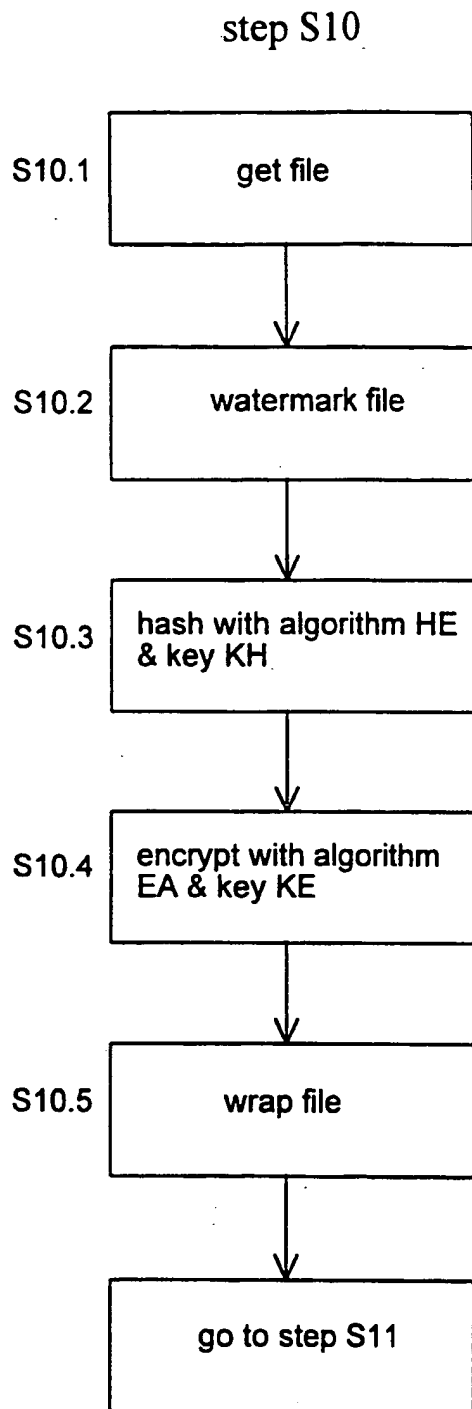 step S10
S10.1
get file
S10.2
watermark file
S10.3
hash with algorithm HE
& key KH
S10.4
encrypt with algorithm
EA & key KE
S10.5
wrap file
go to step S11